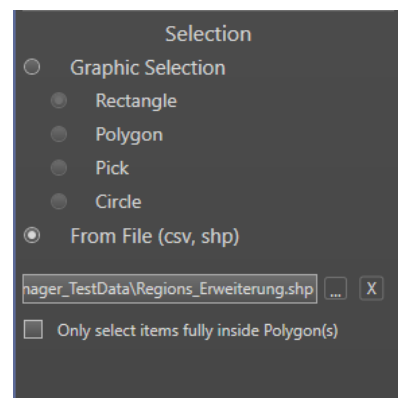 Selection
Graphic Selection
Rectangle
Polygon
Pick
Circle
From File (csv, shp)
nager_TestData\Regions_Erweiterung.shp ... X
Only select items fully inside Polygon(s)